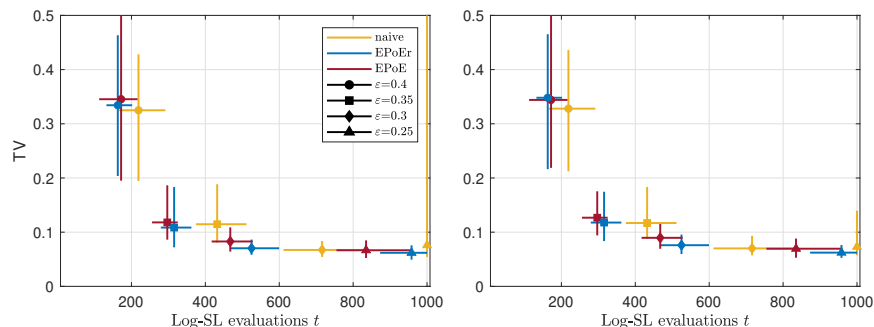 0.5
0.4
0.3
0.2
0.1
0
TV
200 400 600 800 1000
Log-SL evaluations t
naive
EPoEr
EPoE
ε=0.4
ε=0.35
ε=0.3
ε=0.25
0.5
0.4
0.3
0.2
0.1
0
200 400 600 800 1000
Log-SL evaluations t